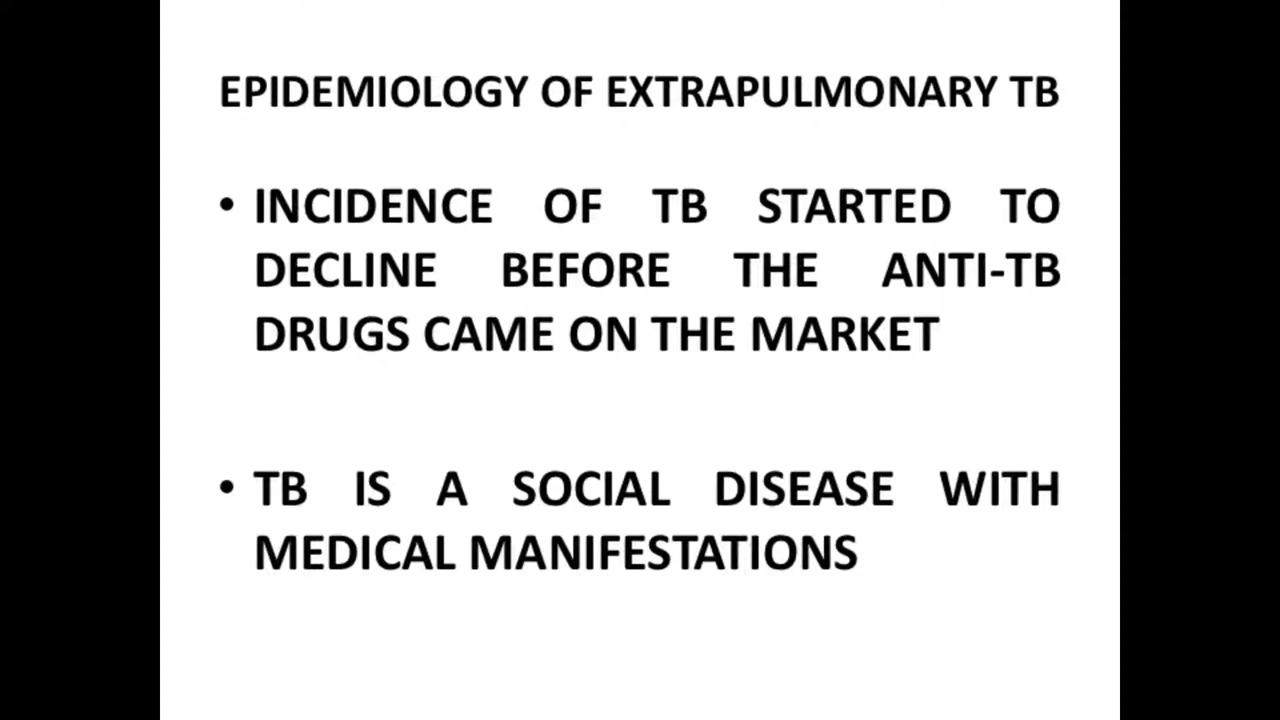 EPIDEMIOLOGY OF EXTRAPULMONARY TB
• INCIDENCE OF TB STARTED TO
DECLINE BEFORE THE ANTI-TB
DRUGS CAME ON THE MARKET
• TB IS A SOCIAL DISEASE WITH
MEDICAL MANIFESTATIONS